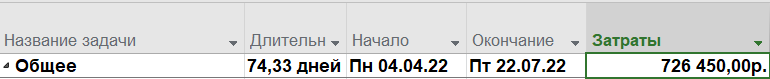 Название задачи Длительн Начало Окончание Затраты
Общее 74,33 дней Пн 04.04.22 Пт 22.07.22 726 450,00р.